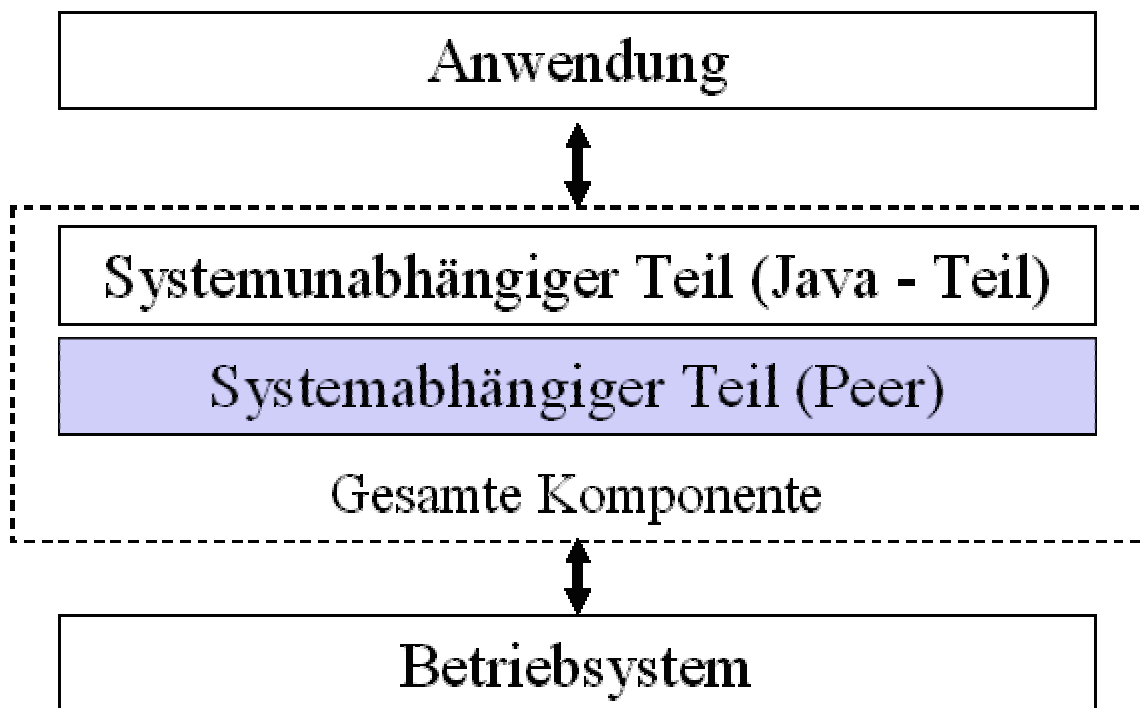 Anwendung
Systemunabhängiger Teil (Java - Teil)
Systemabhängiger Teil (Peer)
Gesamte Komponente
Betriebsystem